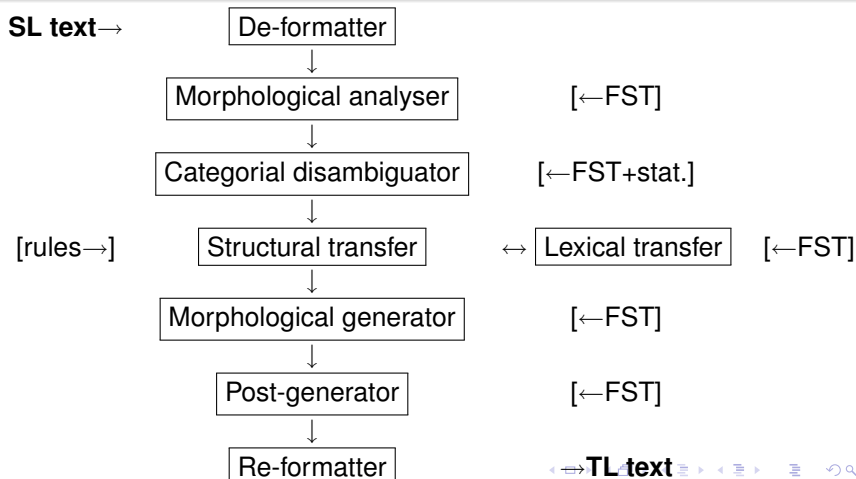 SL text→ De-formatter
↓
Morphological analyser [←FST]
↓
Categorial disambiguator [←FST+stat.]
↓
[rules→] Structural transfer ↔ Lexical transfer [←FST]
↓
Morphological generator [←FST]
↓
Post-generator [←FST]
↓
Re-formatter →TL text